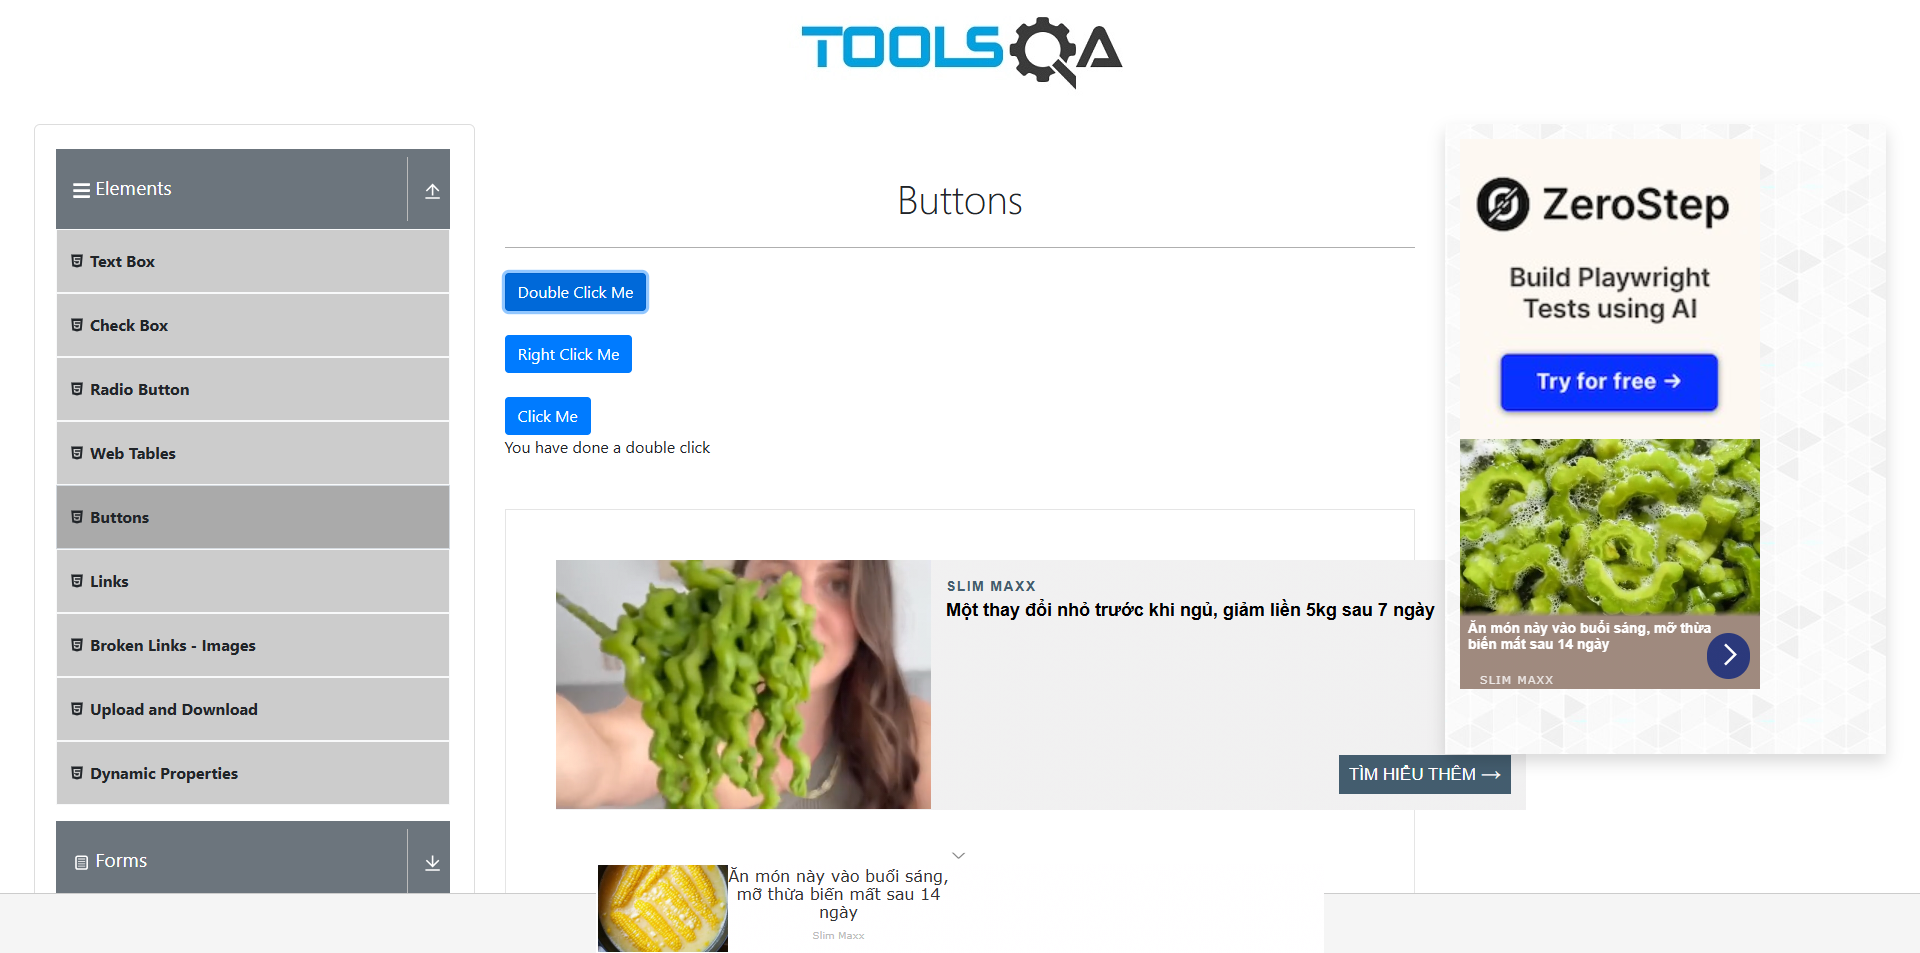 TOOLSQA
Elements
Text Box
Check Box
Radio Button
Web Tables
Buttons
Links
Broken Links - Images
Upload and Download
Dynamic Properties
Forms
Buttons
Double Click Me
Right Click Me
Click Me
You have done a double click
SLIM MAXX
Một thay đổi nhỏ trước khi ngủ, giảm liền 5kg sau 7 ngày
TÌM HIỂU THÊM →
ZeroStep
Build Playwright
Tests using AI
Try for free →
Ăn món này vào buổi sáng, mỡ thừa
biến mất sau 14 ngày
SLIM MAXX
Ăn món này vào buổi sáng,
mỡ thừa biến mất sau 14
ngày
Slim Maxx